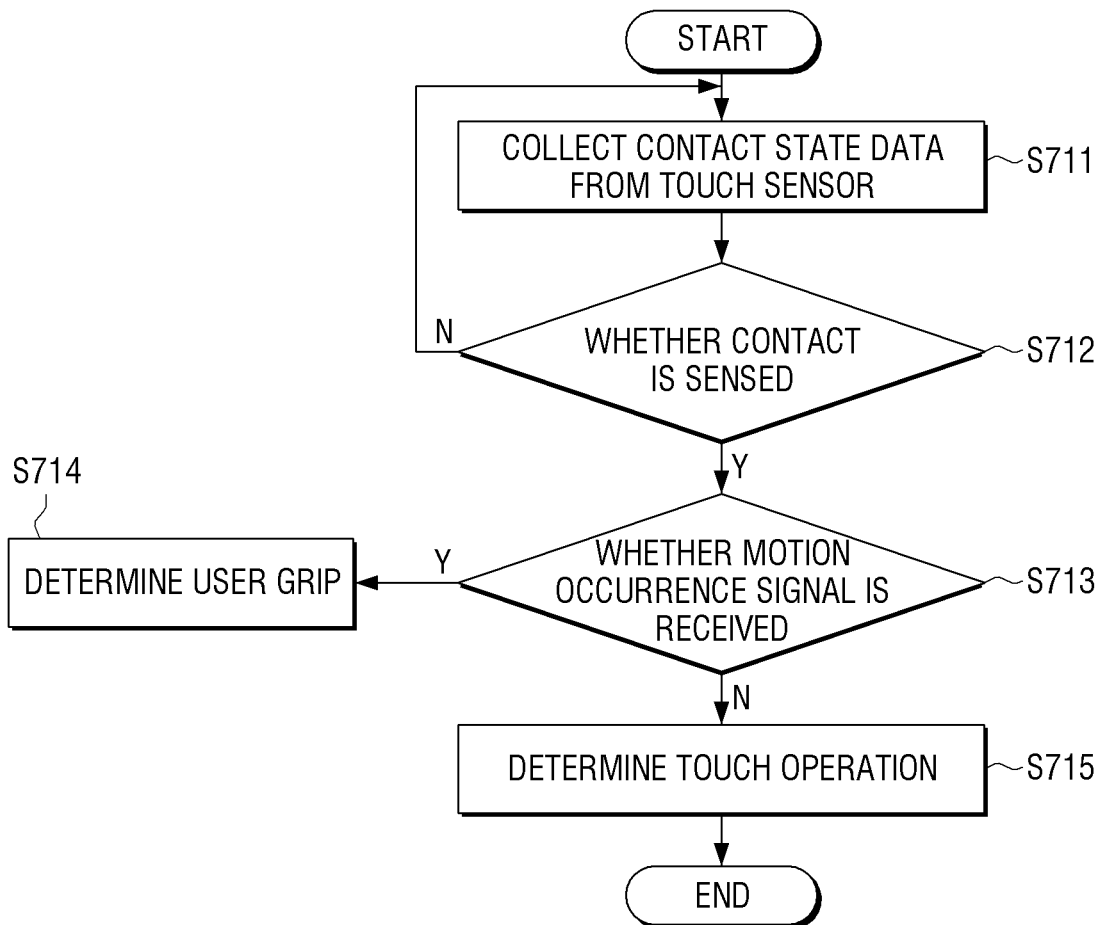 START
COLLECT CONTACT STATE DATA
FROM TOUCH SENSOR
S711
N
WHETHER CONTACT
IS SENSED
S712
Y
S714
DETERMINE USER GRIP
Y
WHETHER MOTION
OCCURRENCE SIGNAL IS
RECEIVED
S713
N
DETERMINE TOUCH OPERATION
S715
END